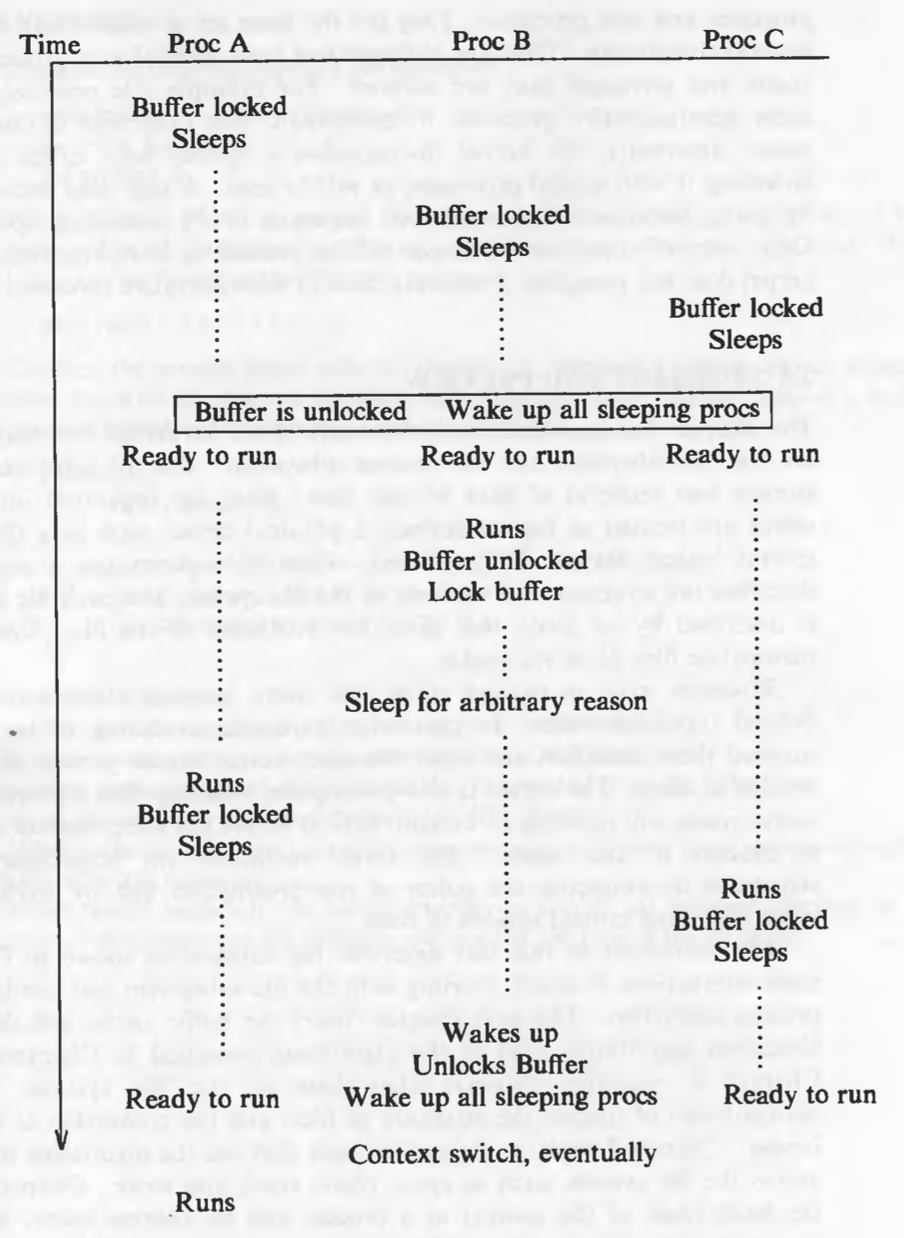 Time Proc A Proc B Proc C
Buffer locked
Sleeps
Buffer locked
Sleeps
Buffer locked
Sleeps
Buffer is unlocked Wake up all sleeping procs
Ready to run Ready to run Ready to run
Runs
Buffer unlocked
Lock buffer
Sleep for arbitrary reason
Runs
Buffer locked
Sleeps
Runs
Buffer locked
Sleeps
Wakes up
Unlocks Buffer
Ready to run Wake up all sleeping procs Ready to run
Context switch, eventually
Runs